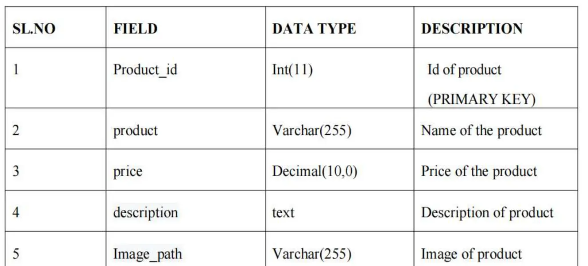 SL.NO FIELD DATA TYPE DESCRIPTION
1 Product_id Int(11) Id of product
(PRIMARY KEY)
2 product Varchar(255) Name of the product
3 price Decimal(10,0) Price of the product
4 description text Description of product
5 Image_path Varchar(255) Image of product